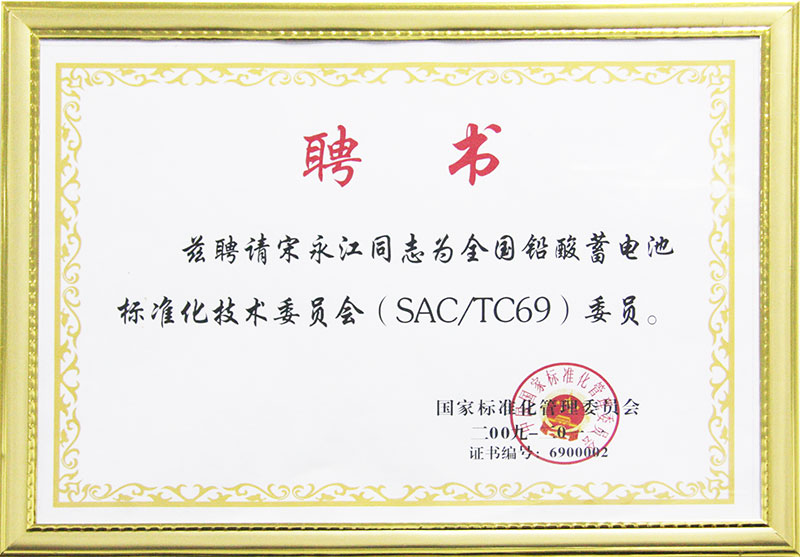 聘书
兹聘请宋永江同志为全国铅酸蓄电池
标准化技术委员会（SAC/TC69）委员。
国家标准化管理委员会
二00九
证书编号：6900002